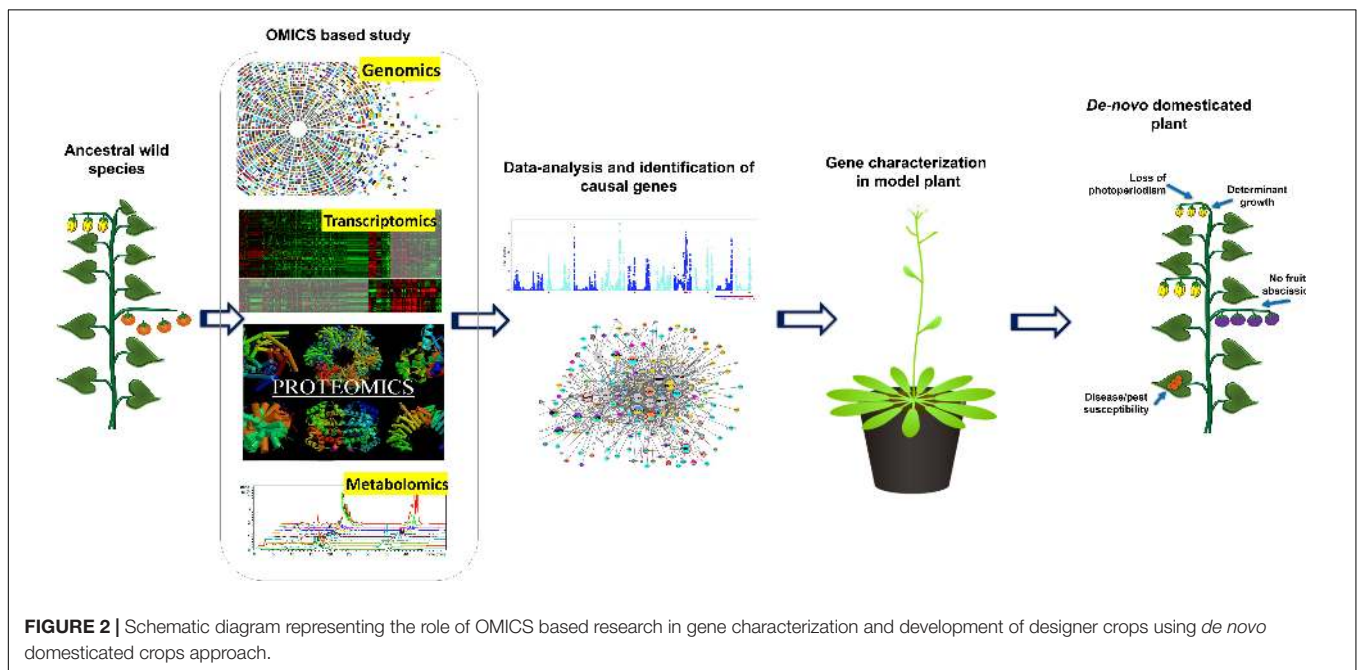 OMICS based study
Genomics
De-novo domesticated
plant
Ancestral wild
species
Data-analysis and identification of
causal genes
Gene characterization
in model plant
Loss of
photoperiodism
Determinant
growth
Transcriptomics
No fruit
abscissic
PROTEOMICS
Disease/pest
susceptibility
Metabolomics
FIGURE 2 | Schematic diagram representing the role of OMICS based research in gene characterization and development of designer crops using de novo
domesticated crops approach.